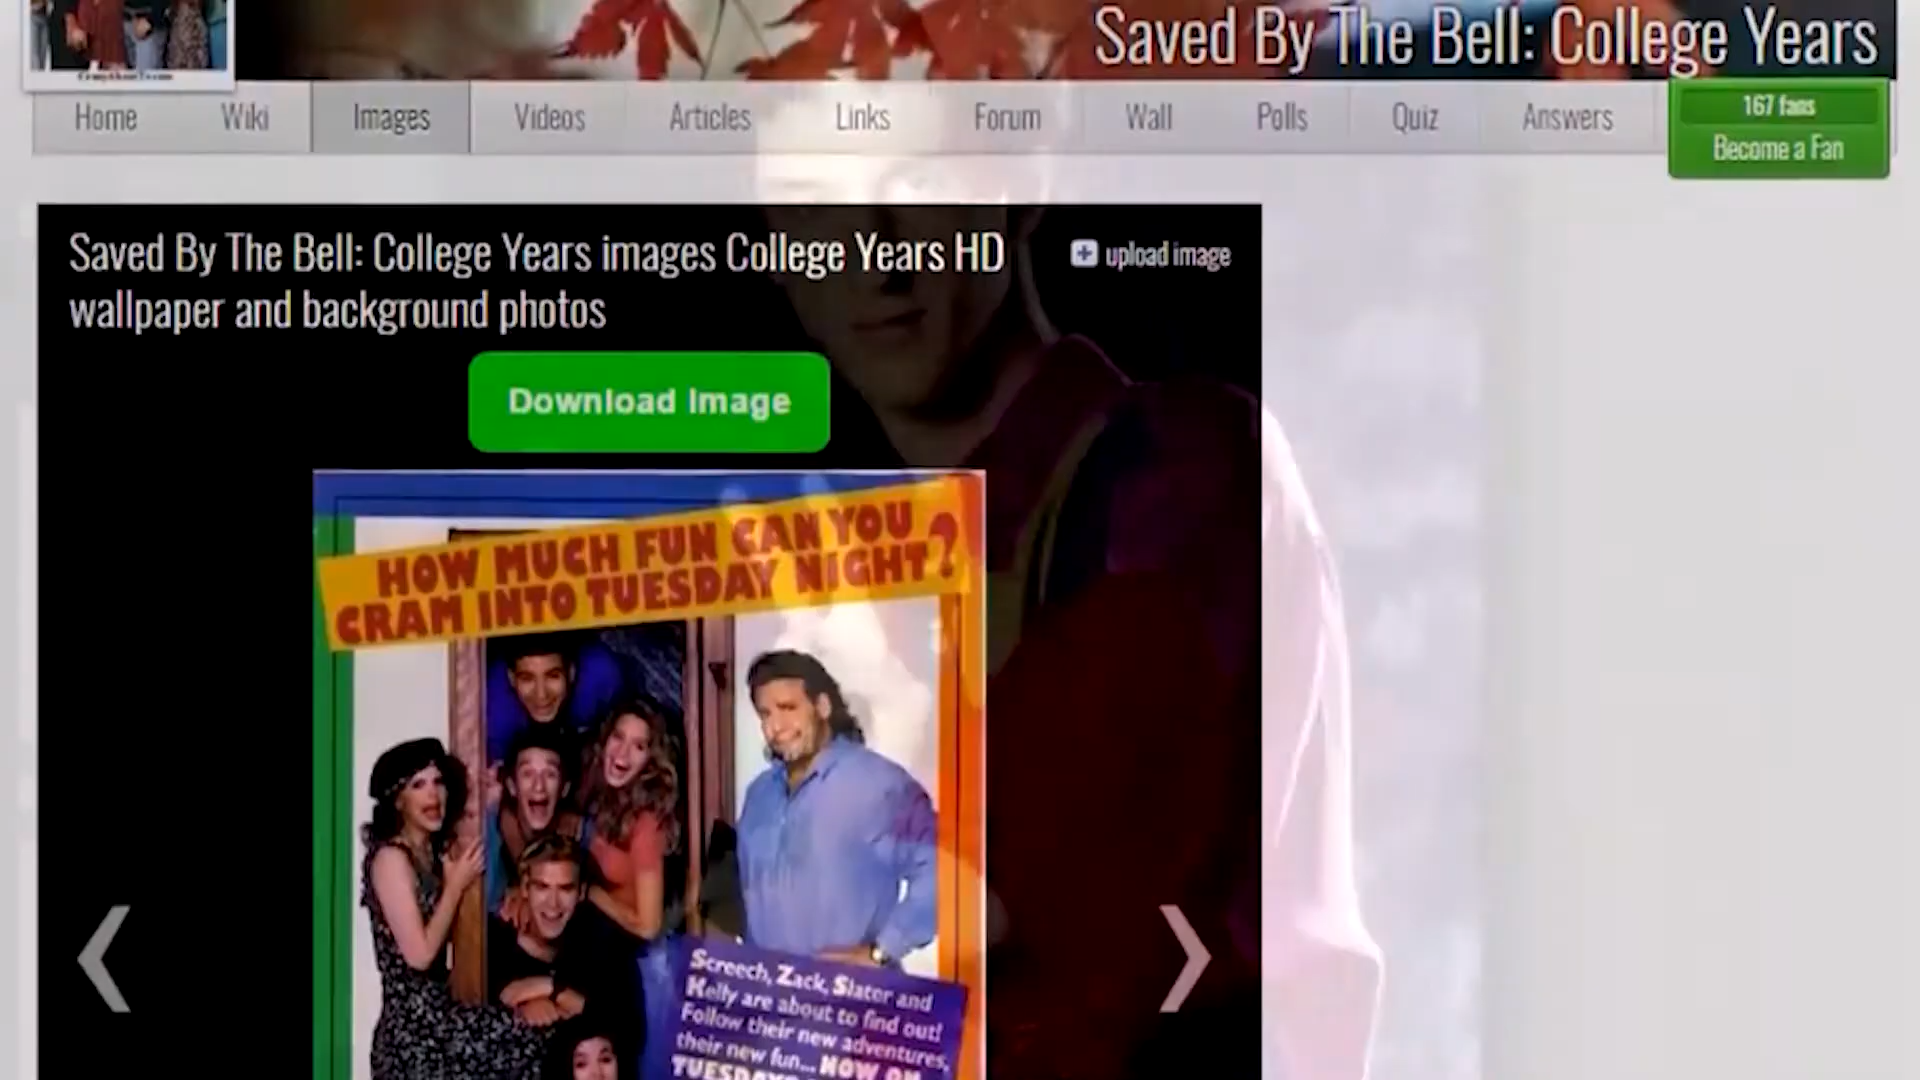 Saved By The Bell: College Years
Home Wiki Images Videos Articles Links Forum Wall Polls Quiz Answers
167 fans
Become a Fan
Saved By The Bell: College Years images College Years HD
wallpaper and background photos
upload image
Download Image
HOW MUCH FUN CAN YOU
CRAM INTO TUESDAY NIGHT?
Screech, Zack, Slater and
Kelly are about to find out!
Follow their new adventures,
their new fun... NOW ON